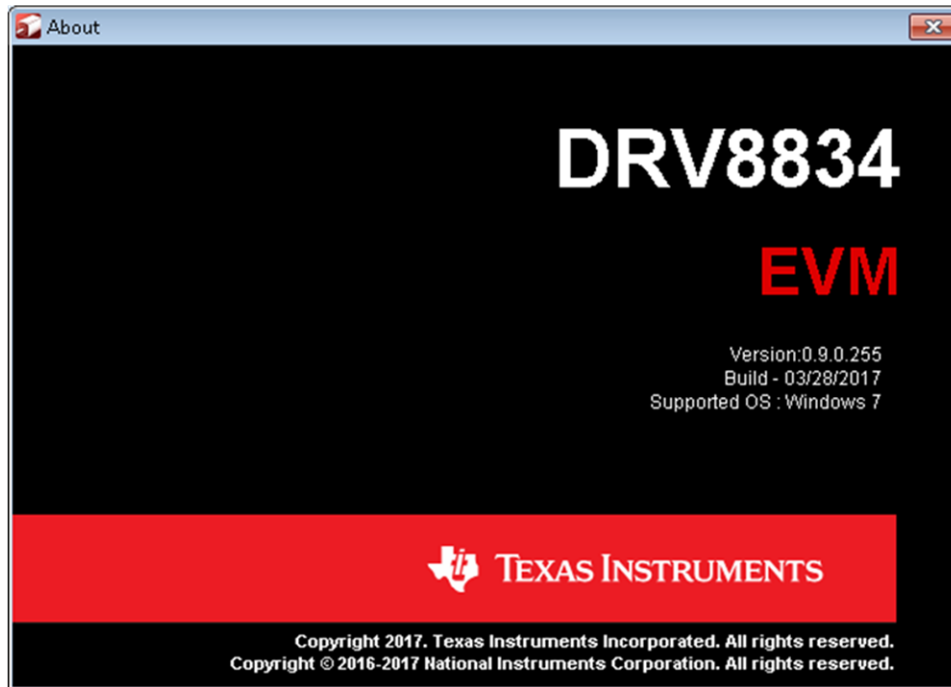 About
DRV8834
EVM
Version:0.9.0.255
Build - 03/28/2017
Supported OS : Windows 7
TEXAS INSTRUMENTS
Copyright 2017. Texas Instruments Incorporated. All rights reserved.
Copyright © 2016-2017 National Instruments Corporation. All rights reserved.